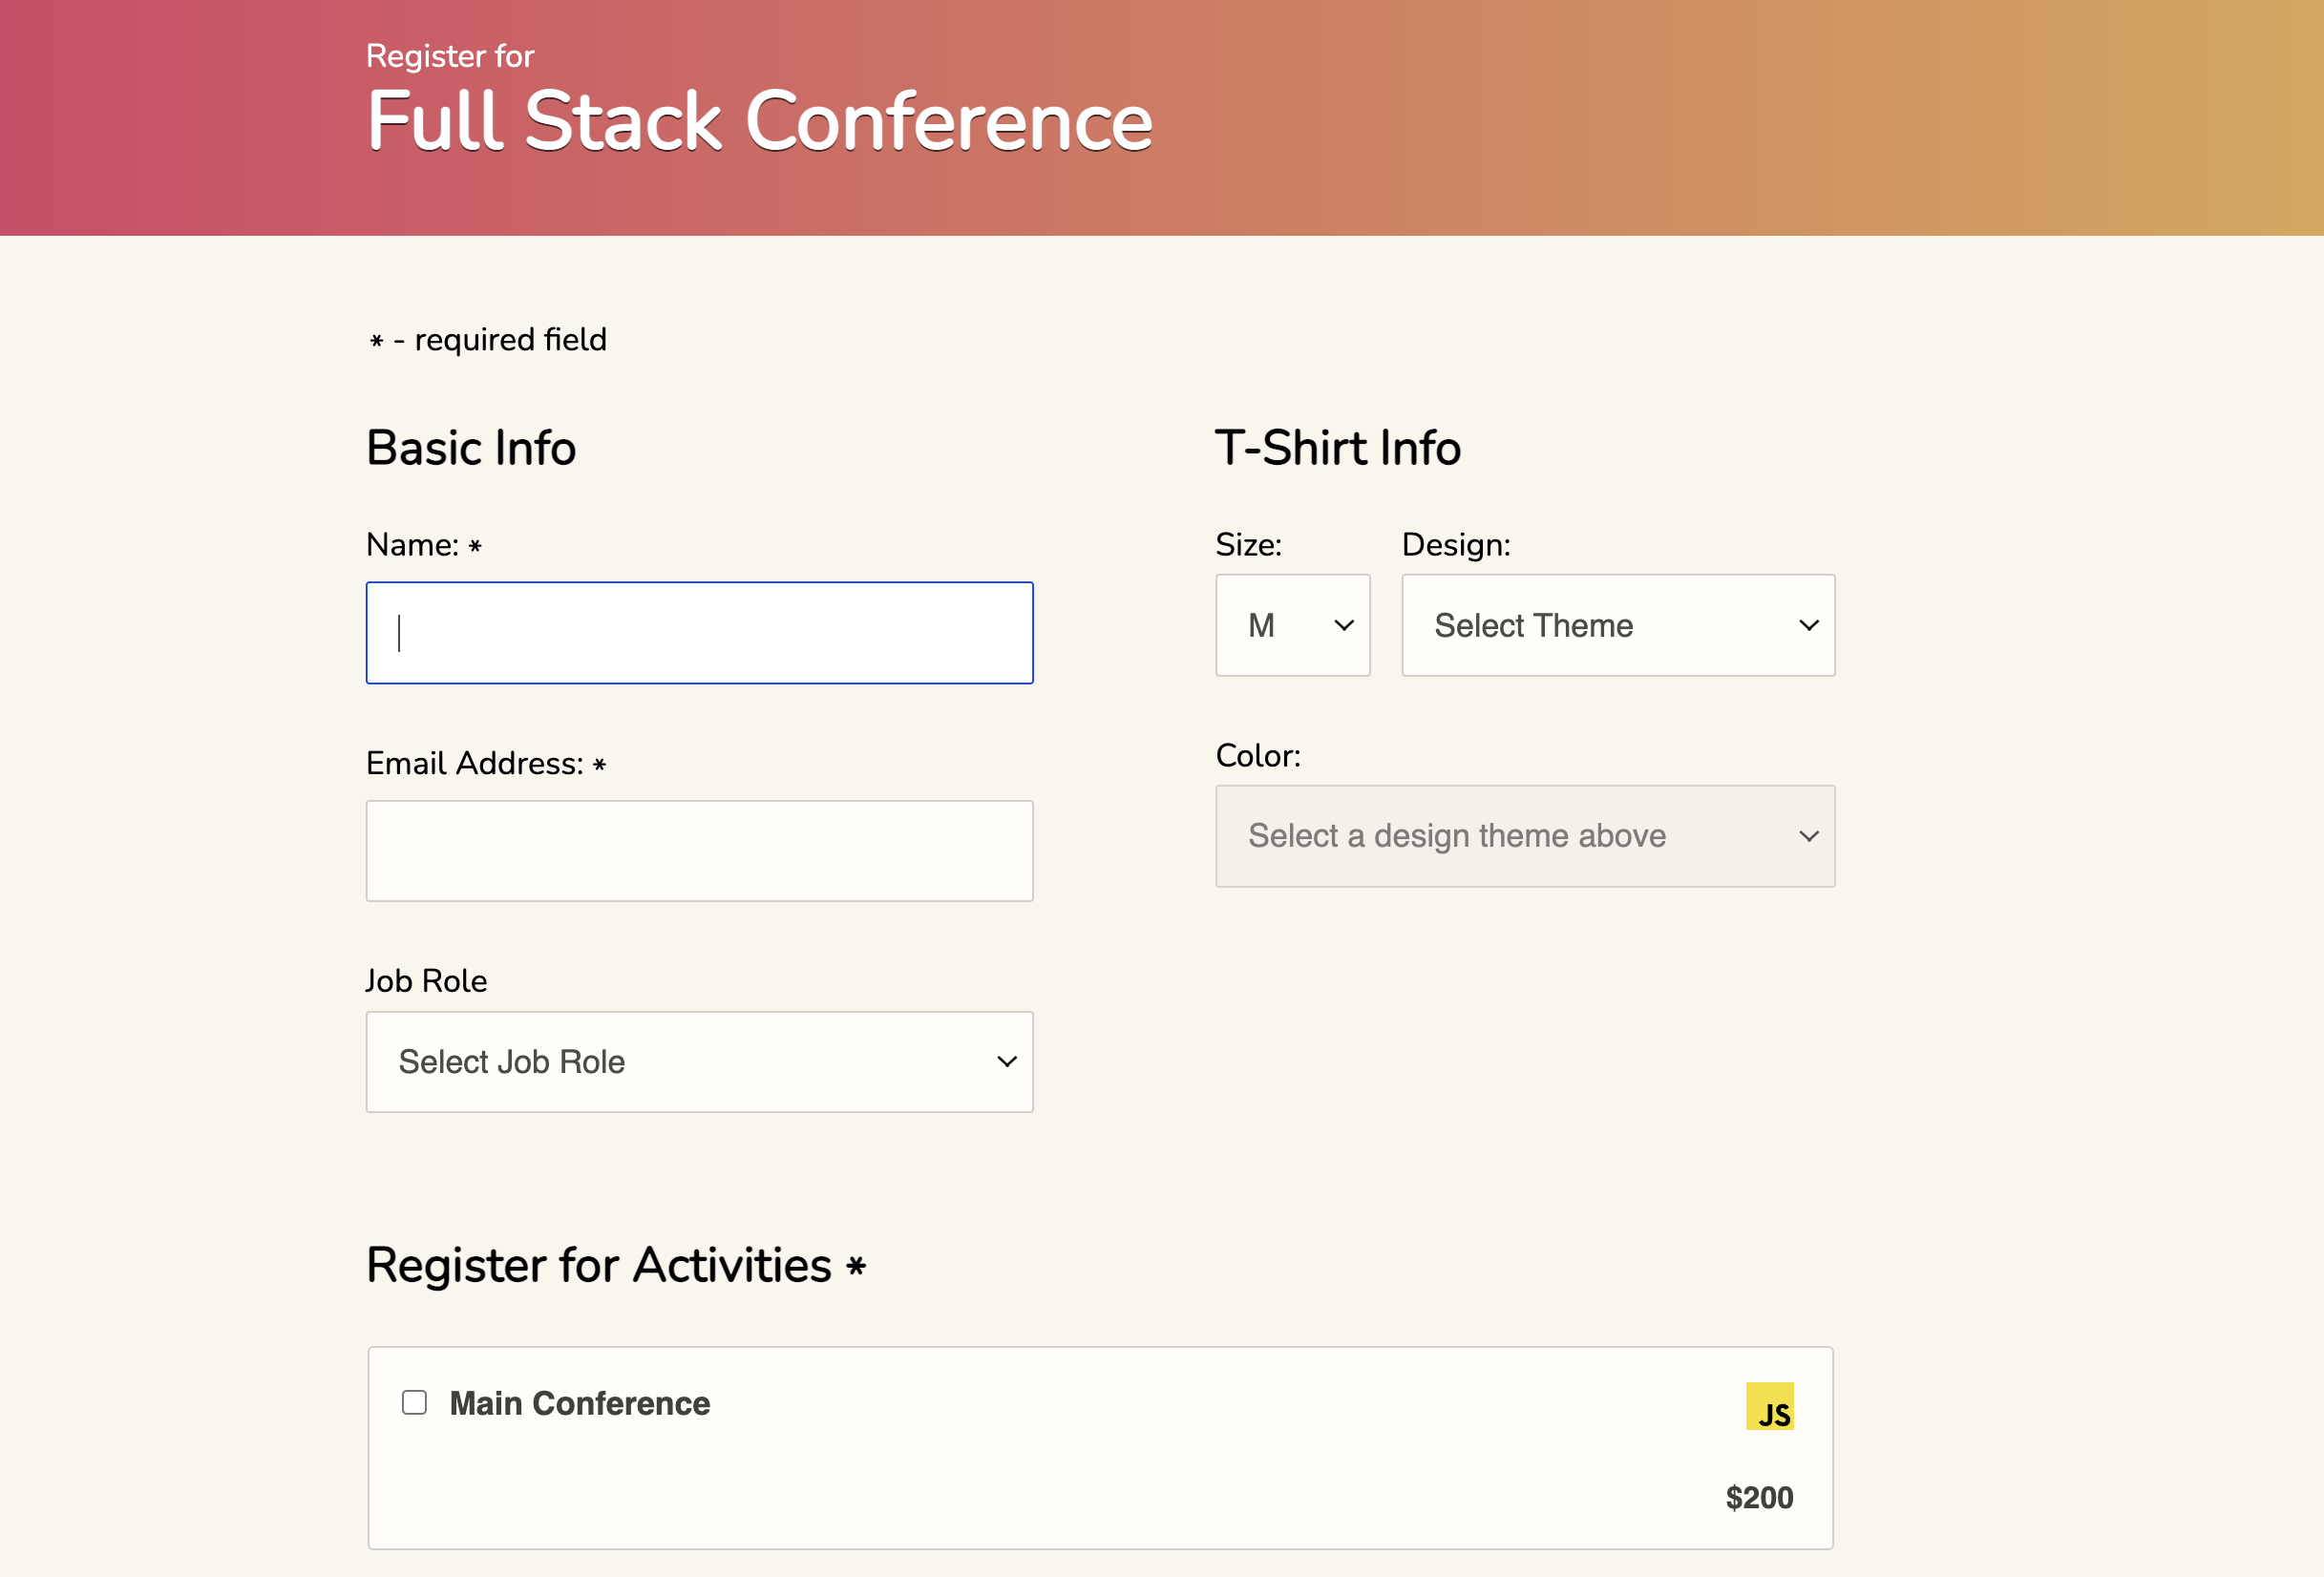 Register for
Full Stack Conference
* - required field
Basic Info
Name: *
Email Address: *
Job Role
Select Job Role
T-Shirt Info
Size:
M
Design:
Select Theme
Color:
Select a design theme above
Register for Activities *
Main Conference
JS
$200